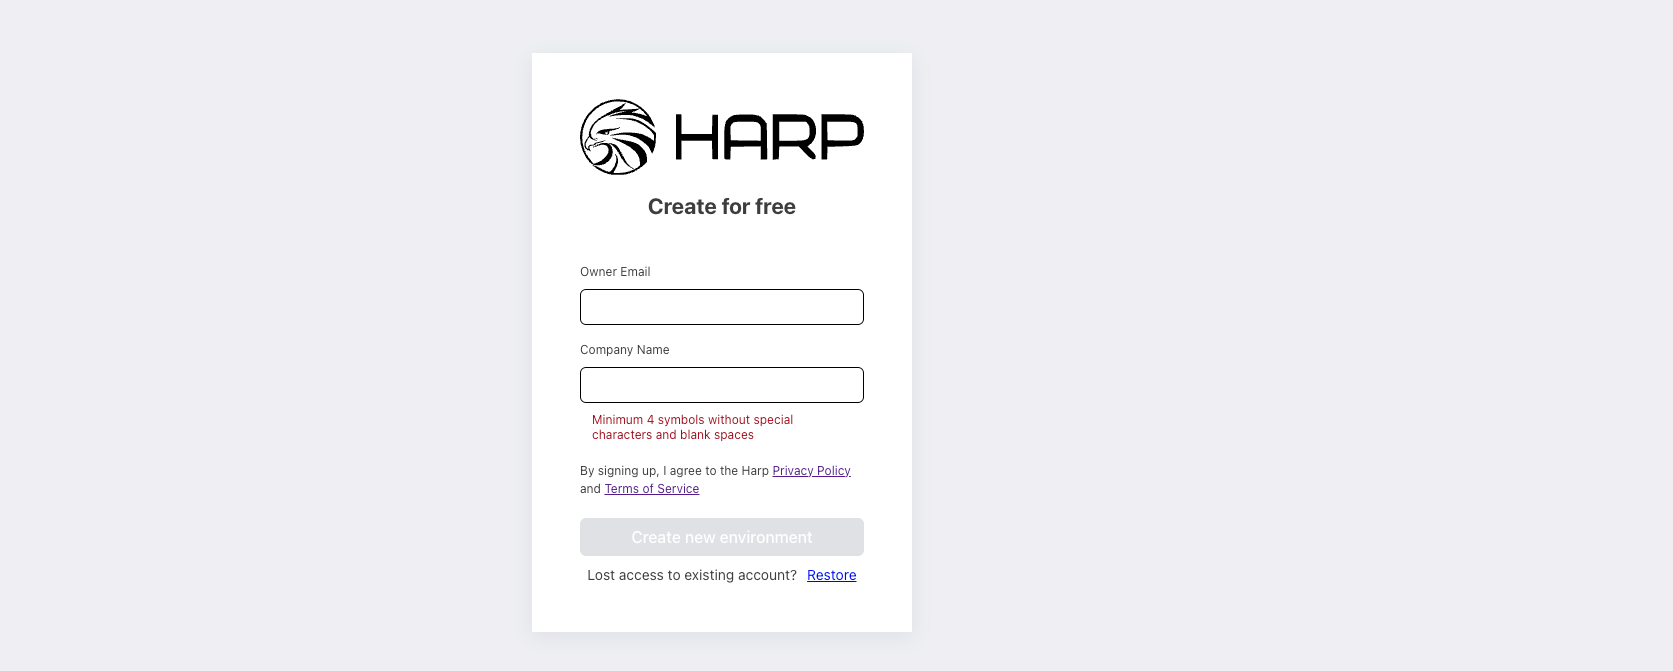 HARP
Create for free
Owner Email
Company Name
Minimum 4 symbols without special
characters and blank spaces
By signing up, I agree to the Harp Privacy Policy
and Terms of Service
Create new environment
Lost access to existing account? Restore